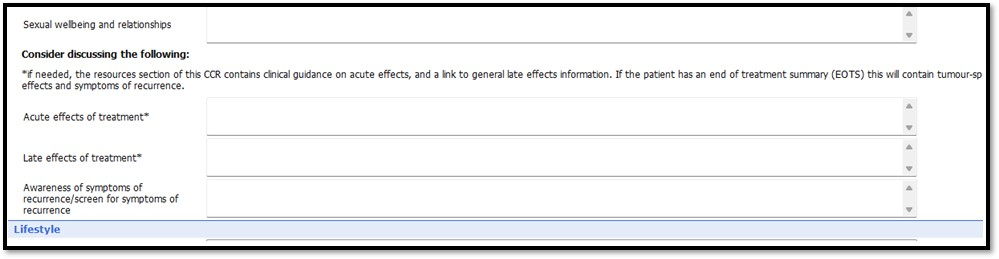 Sexual wellbeing and relationships
Consider discussing the following:
*if needed, the resources section of this CCR contains clinical guidance on acute effects, and a link to general late effects information. If the patient has an end of treatment summary (EOTS) this will contain tumour-sp
effects and symptoms of recurrence.
Acute effects of treatment*
Late effects of treatment*
Awareness of symptoms of
recurrence/screen for symptoms of
recurrence
Lifestyle